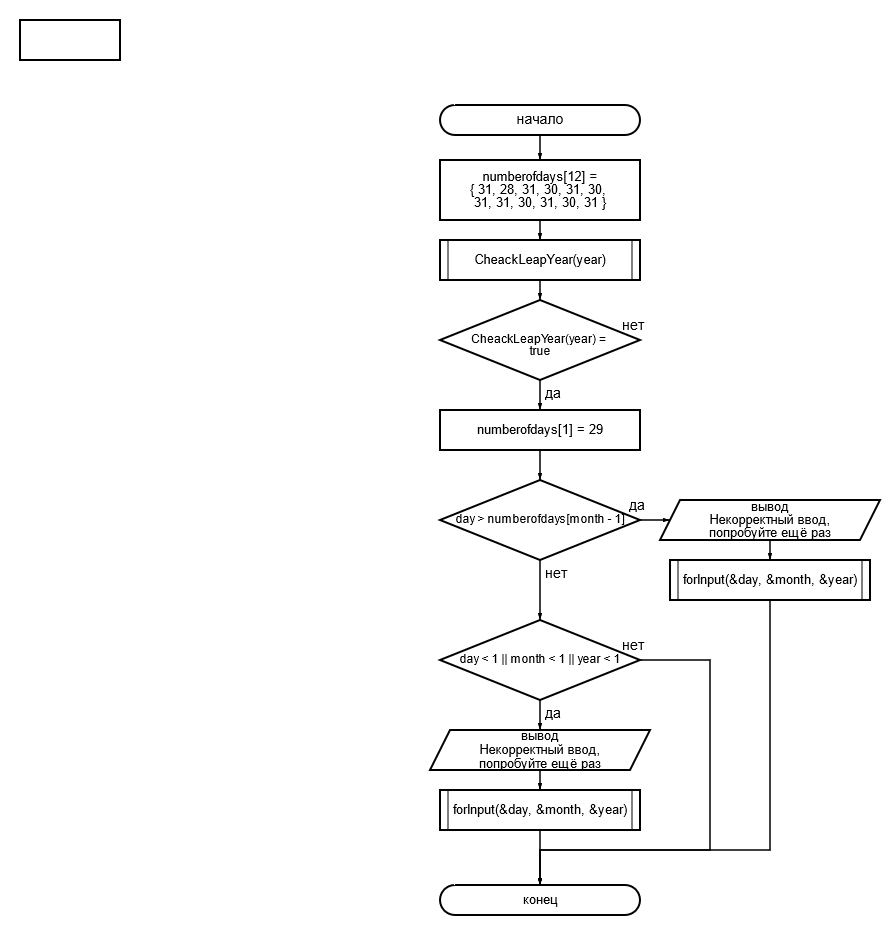 начало
numberofdays[12] =
{ 31, 28, 31, 30, 31, 30,
31, 31, 30, 31, 30, 31 }
CheackLeapYear(year)
нет
CheackLeapYear(year) =
true
да
numberofdays[1] = 29
да
day > numberofdays[month - 1]
вывод
Некорректный ввод,
попробуйте ещё раз
нет
forInput(&day, &month, &year)
нет
day < 1 || month < 1 || year < 1
да
вывод
Некорректный ввод,
попробуйте ещё раз
forInput(&day, &month, &year)
конец